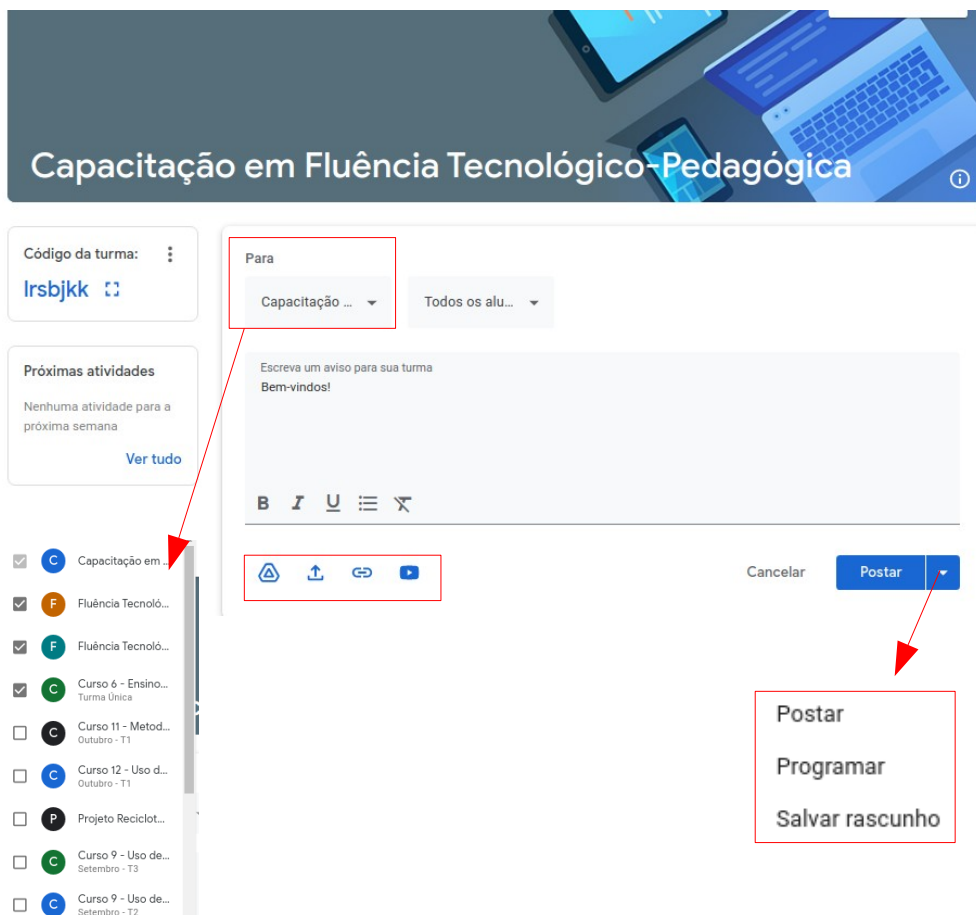 Capacitação em Fluência Tecnológico-Pedagógica
Código da turma:
lrsbjkk
Próximas atividades
Nenhuma atividade para a
próxima semana
Ver tudo
Para
Capacitação ...
Todos os alu...
Escreva um aviso para sua turma
Bem-vindos!
B I U
Cancelar
Postar
Postar
Programar
Salvar rascunho
C Capacitação em ...
F Fluência Tecnoló...
F Fluência Tecnoló...
C Curso 6 - Ensino...
Turma Única
C Curso 11 - Metod...
Outubro - T1
C Curso 12 - Uso d...
Outubro - T1
P Projeto Reciclot...
C Curso 9 - Uso de...
Setembro - T3
C Curso 9 - Uso de...
Setembro - T2